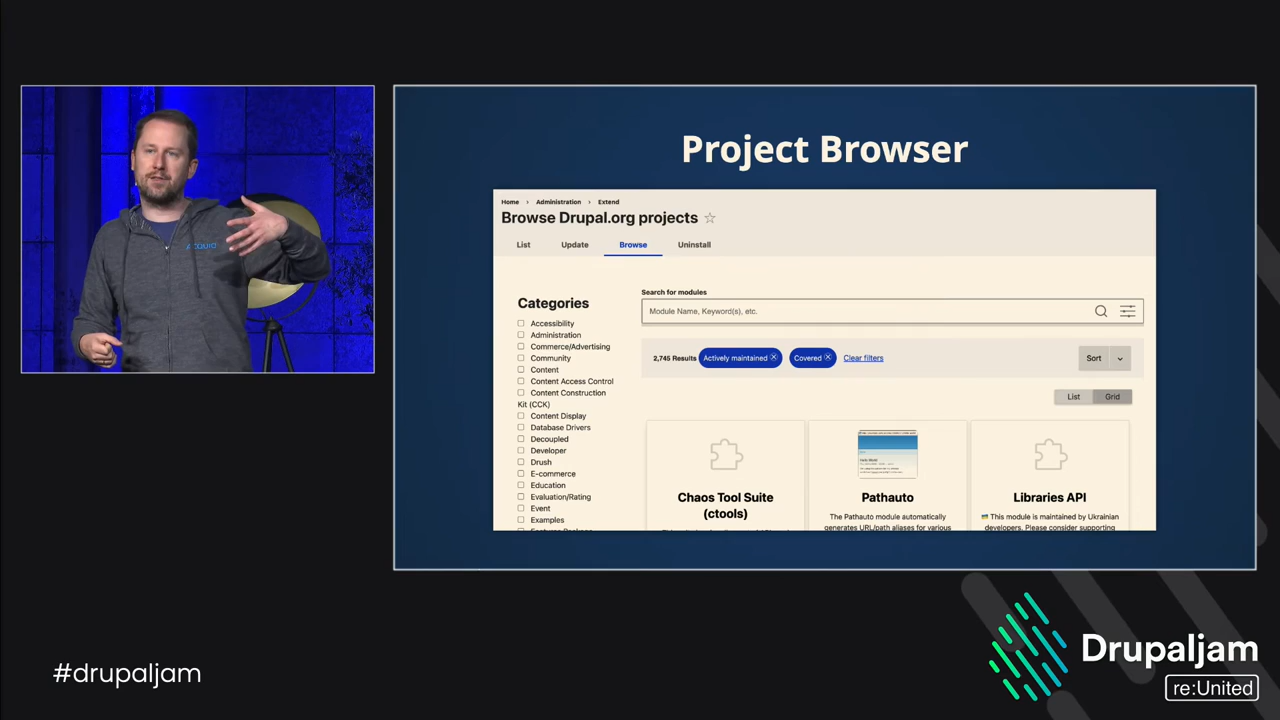 Project Browser
Home › Administration › Extend
Browse Drupal.org projects
List Update Browse Uninstall
Categories
Accessibility
Administration
Commerce/Advertising
Community
Content
Content Access Control
Content Construction
Kit (CCK)
Content Display
Database Drivers
Decoupled
Developer
Drush
E-commerce
Education
Evaluation/Rating
Event
Examples
Search for modules
Module Name, Keyword(s), etc.
2,745 Results Actively maintained Covered Clear filters Sort
List Grid
Chaos Tool Suite
(ctools)
Pathauto
The Pathauto module automatically
generates URL/path aliases for various
Libraries API
🇺🇦 This module is maintained by Ukrainian
developers. Please consider supporting
#drupaljam
Drupaljam
re:United